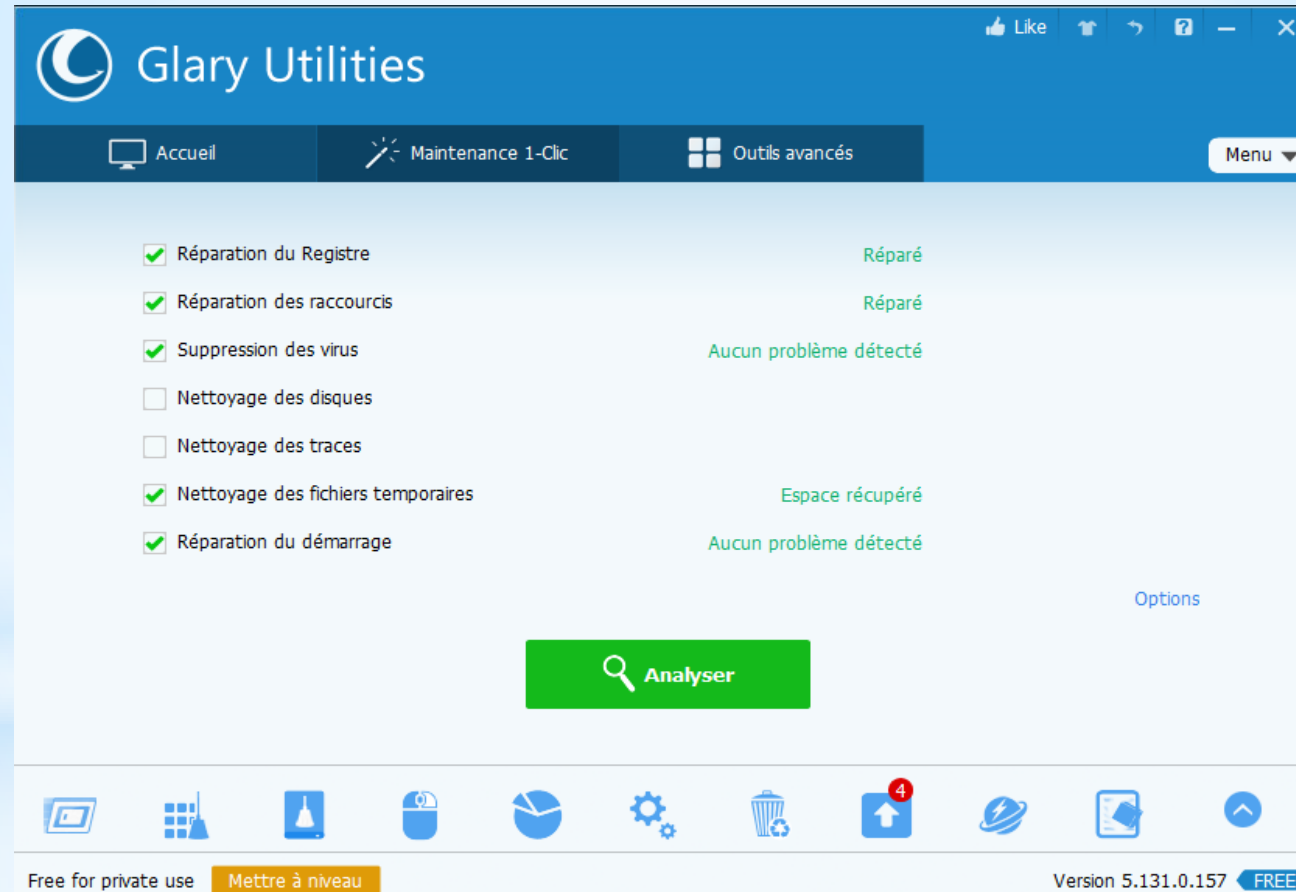 Like
Glary Utilities
Accueil
Maintenance 1-Clic
Outils avancés
Menu
Réparation du Registre Réparé
Réparation des raccourcis Réparé
Suppression des virus Aucun problème détecté
Nettoyage des disques
Nettoyage des traces
Nettoyage des fichiers temporaires Espace récupéré
Réparation du démarrage Aucun problème détecté
Options
Analyser
4
Free for private use Mettre à niveau Version 5.131.0.157 FREE